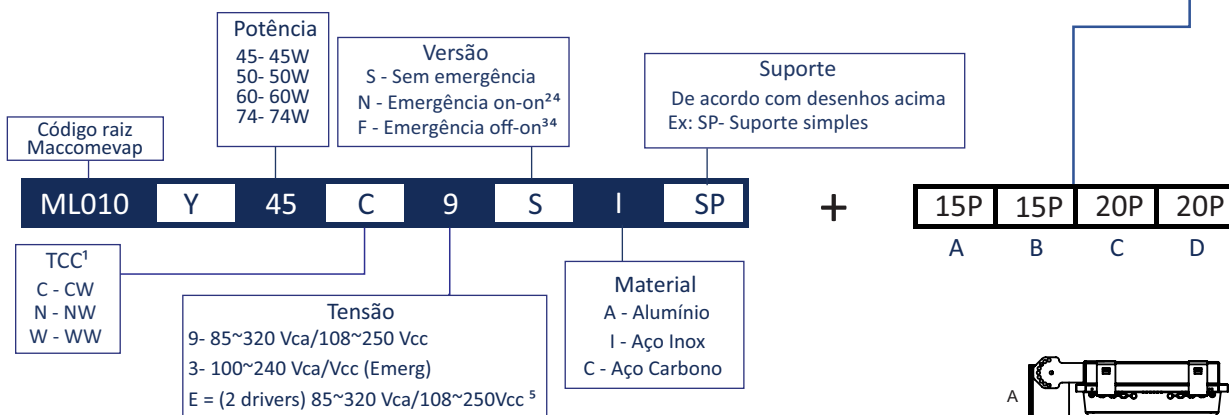 Potência
45- 45W
50- 50W
60- 60W
74- 74W
Versão
S - Sem emergência
N - Emergência on-on²⁴
F - Emergência off-on³⁴
Suporte
De acordo com desenhos acima
Ex: SP- Suporte simples
Código raiz
Maccomevap
ML010 Y 45 C 9 S I SP + 15P 15P 20P 20P
A B C D
TCC¹
C - CW
N - NW
W - WW
Tensão
9- 85~320 Vca/108~250 Vcc
3- 100~240 Vca/Vcc (Emerg)
E = (2 drivers) 85~320 Vca/108~250Vcc ⁵
Material
A - Alumínio
I - Aço Inox
C - Aço Carbono
A